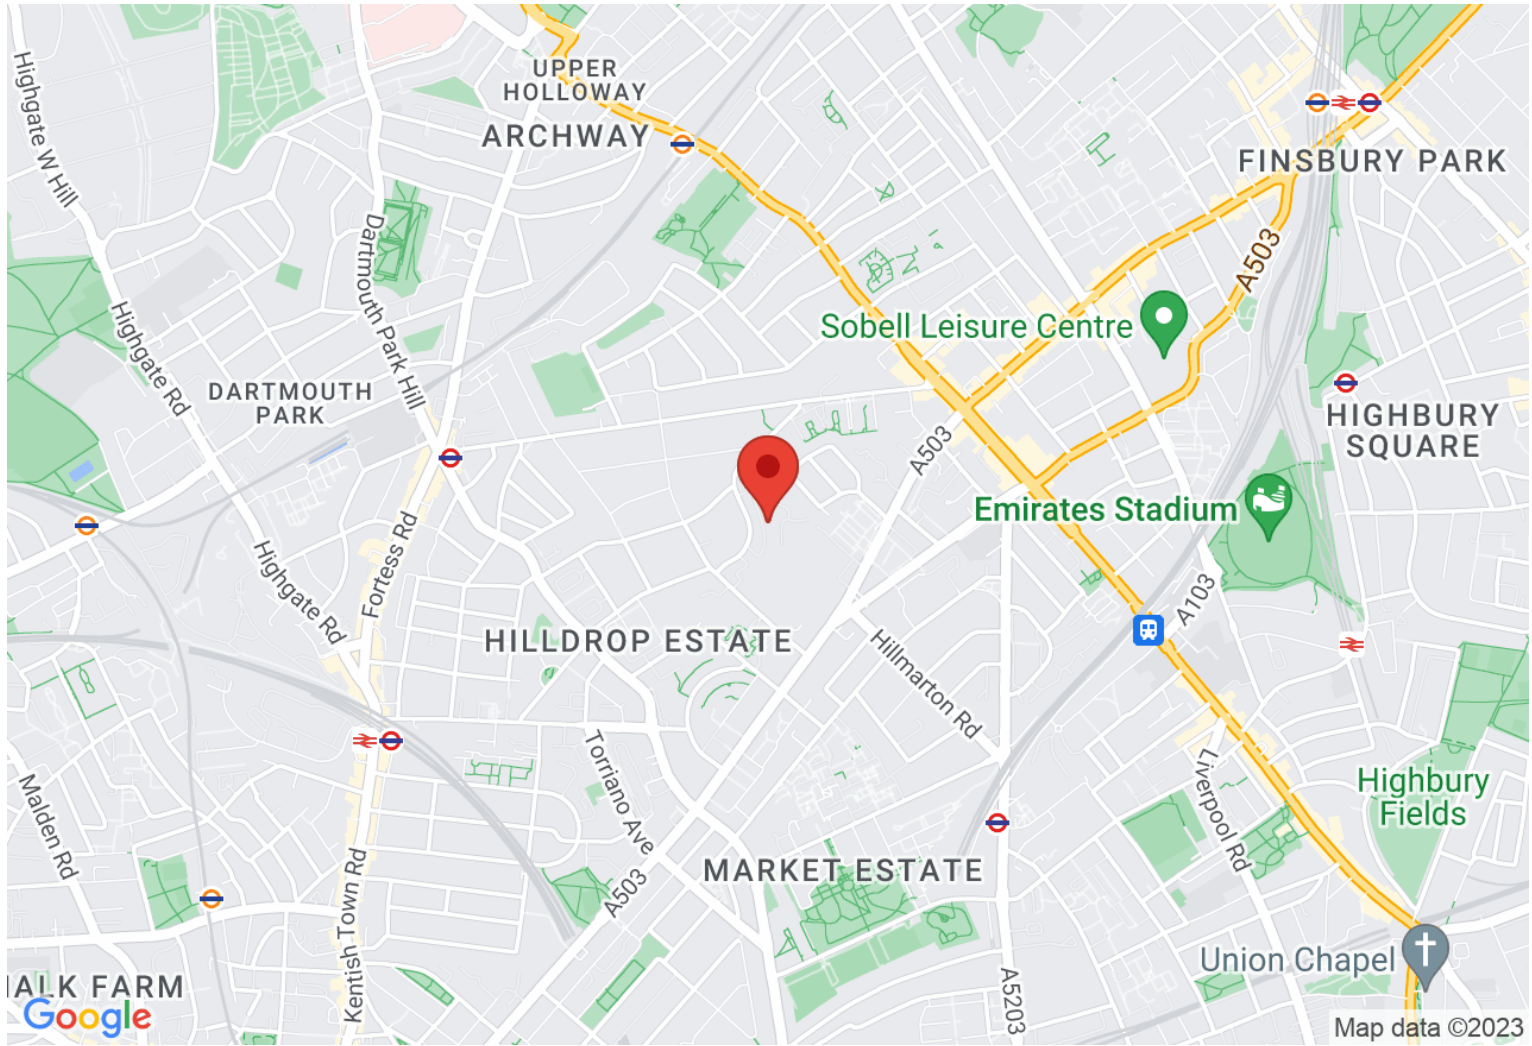 Highgate W Hill
UPPER
HOLLOWAY
ARCHWAY
FINSBURY PARK
Dartmouth Park Hill
A503
Highgate Rd
Sobell Leisure Centre
DARTMOUTH
PARK
HIGHBURY
SQUARE
A503
Emirates Stadium
Fortess Rd
Highgate Rd
A103
HILLDROP ESTATE
Hillmarton Rd
Torriano Ave
Liverpool Rd
Highbury
Fields
Malden Rd
MARKET ESTATE
A503
Kentish Town Rd
Union Chapel
HALK FARM
A5203
Google
Map data ©2023